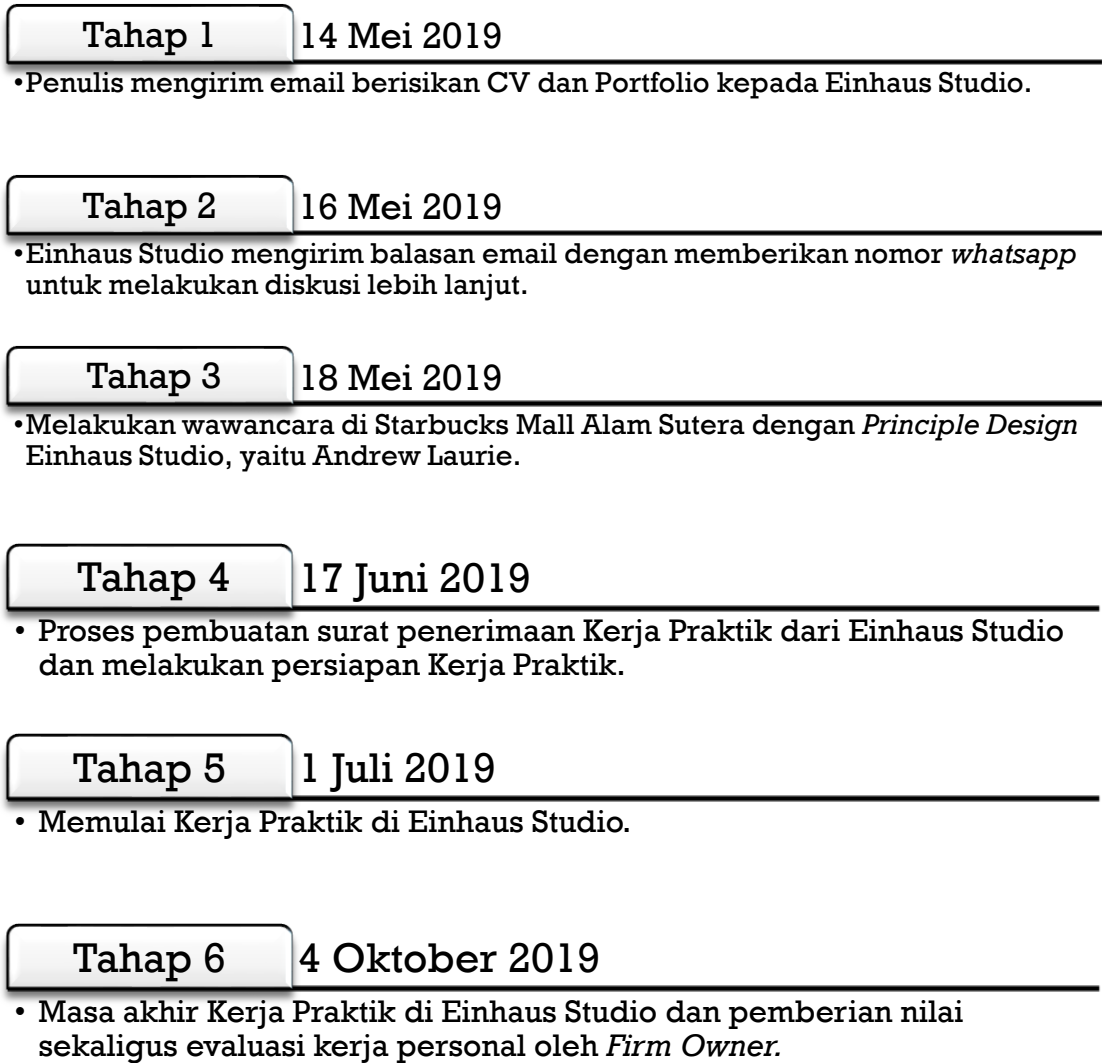 Tahap 1 14 Mei 2019
•Penulis mengirim email berisikan CV dan Portfolio kepada Einhaus Studio.
Tahap 2 16 Mei 2019
•Einhaus Studio mengirim balasan email dengan memberikan nomor whatsapp
untuk melakukan diskusi lebih lanjut.
Tahap 3 18 Mei 2019
•Melakukan wawancara di Starbucks Mall Alam Sutera dengan Principle Design
Einhaus Studio, yaitu Andrew Laurie.
Tahap 4 17 Juni 2019
• Proses pembuatan surat penerimaan Kerja Praktik dari Einhaus Studio
dan melakukan persiapan Kerja Praktik.
Tahap 5 1 Juli 2019
• Memulai Kerja Praktik di Einhaus Studio.
Tahap 6 4 Oktober 2019
• Masa akhir Kerja Praktik di Einhaus Studio dan pemberian nilai
sekaligus evaluasi kerja personal oleh Firm Owner.